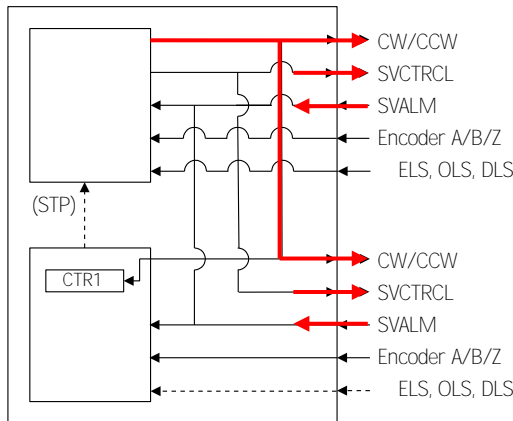 CW/CCW
SVCTRCL
SVALM
Encoder A/B/Z
ELS, OLS, DLS
(STP)
CTR1
CW/CCW
SVCTRCL
SVALM
Encoder A/B/Z
ELS, OLS, DLS